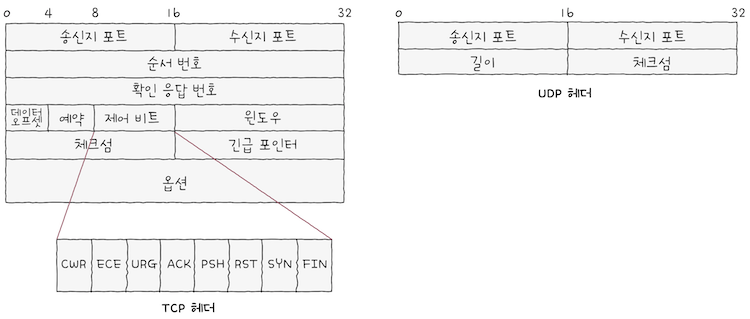 0 4 8 16 32
송신지 포트 수신지 포트
순서 번호
확인 응답 번호
데이터
오프셋
예약 제어 비트 윈도우
체크섬 긴급 포인터
옵션
CWR ECE URG ACK PSH RST SYN FIN
TCP 헤더
0 16 32
송신지 포트 수신지 포트
길이 체크섬
UDP 헤더